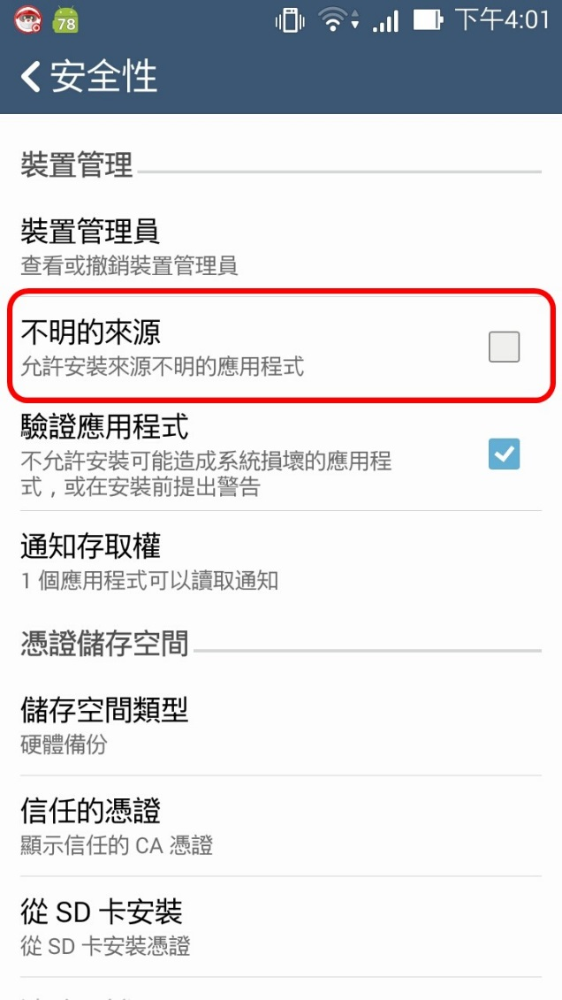 78
下午4:01
安全性
裝置管理
裝置管理員
查看或撤銷裝置管理員
不明的來源
允許安裝來源不明的應用程式
驗證應用程式
不允許安裝可能造成系統損壞的應用程
式，或在安裝前提出警告
通知存取權
1 個應用程式可以讀取通知
憑證儲存空間
儲存空間類型
硬體備份
信任的憑證
顯示信任的 CA 憑證
從 SD 卡安裝
從 SD 卡安裝憑證